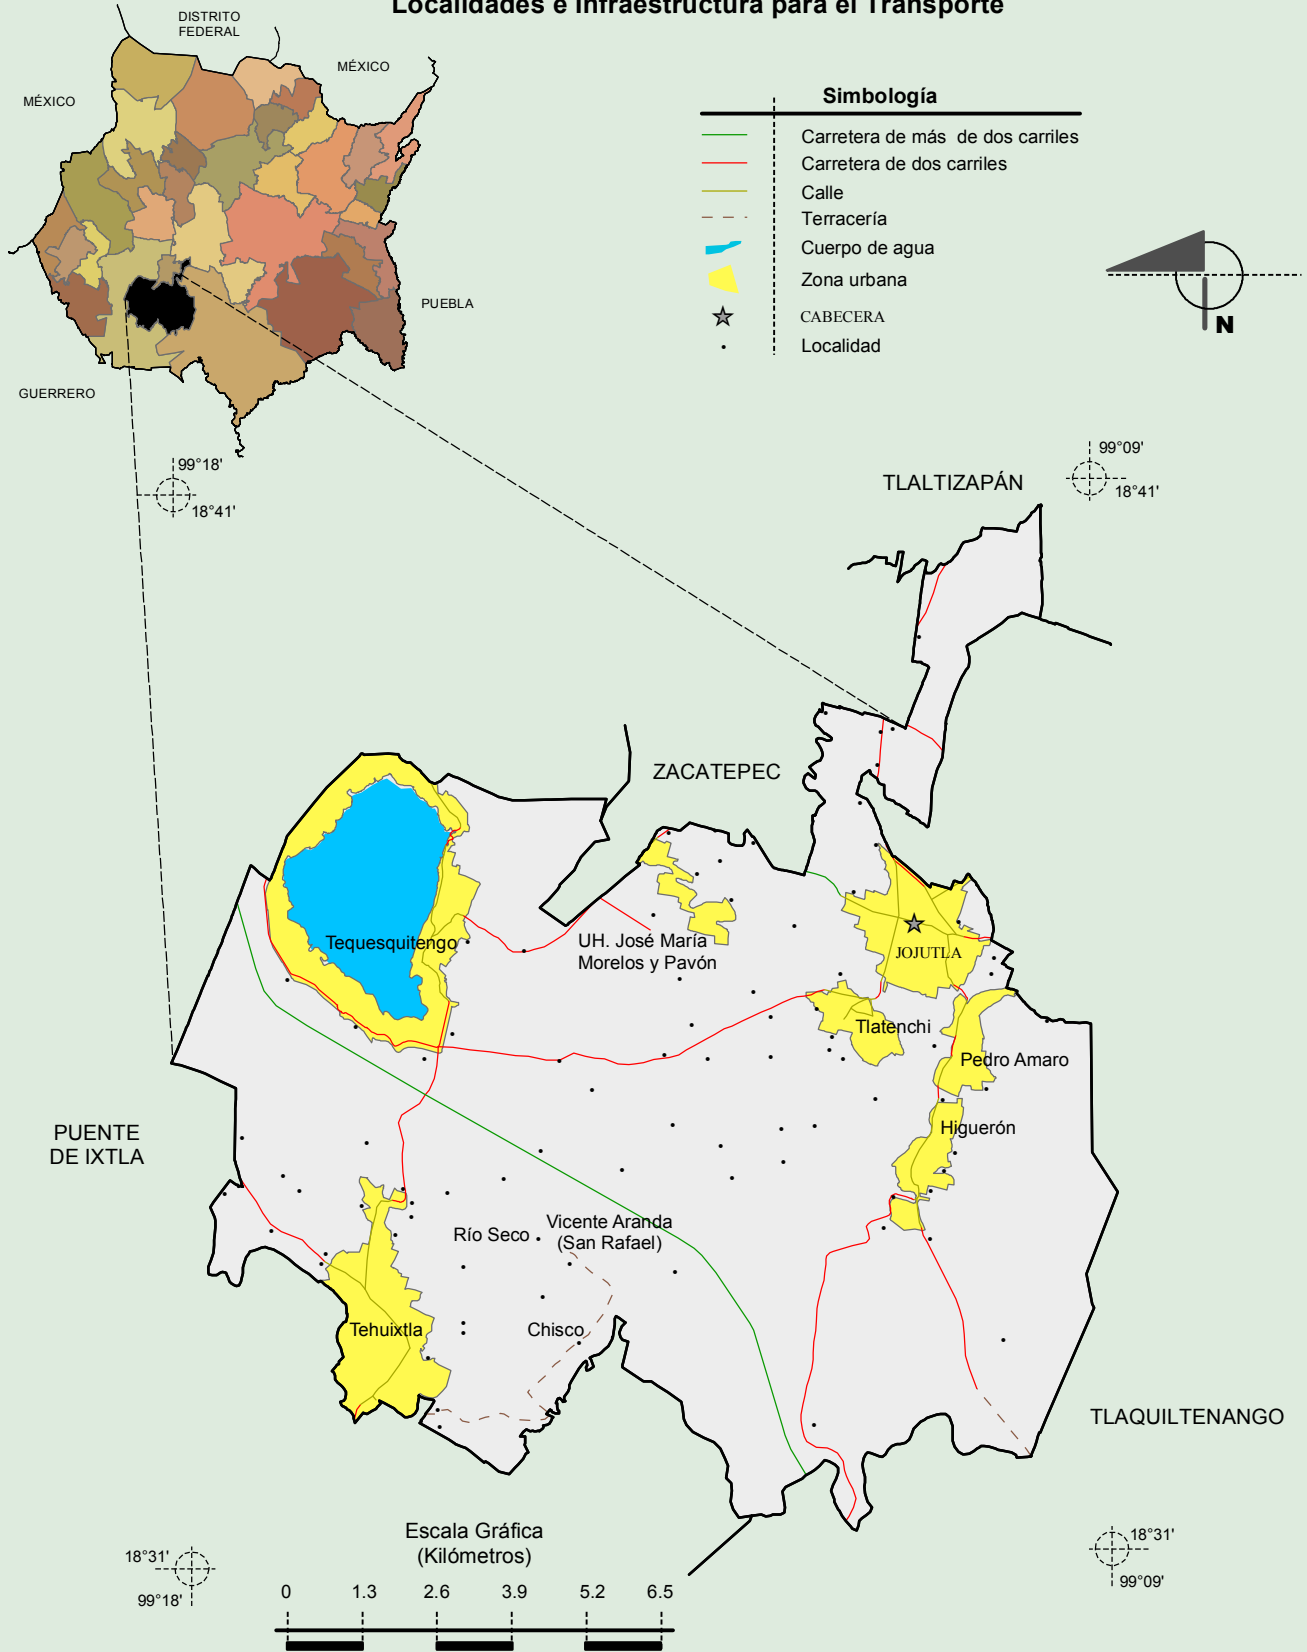 Localidades e Infraestructura para el Transporte
DISTRITO
FEDERAL
MÉXICO
MÉXICO
PUEBLA
GUERRERO
Simbología
Carretera de más de dos carriles
Carretera de dos carriles
Calle
Terracería
Cuerpo de agua
Zona urbana
CABECERA
Localidad
N
99°18'
18°41'
99°09'
18°41'
TLALTIZAPÁN
ZACATEPEC
Tequesquitengo
UH. José María
Morelos y Pavón
JOJUTLA
Tlatenchi
Pedro Amaro
Higuerón
PUENTE
DE IXTLA
Río Seco
Vicente Aranda
(San Rafael)
Tehuixtla
Chisco
TLAQUILTENANGO
Escala Gráfica
(Kilómetros)
0 1.3 2.6 3.9 5.2 6.5
18°31'
99°18'
18°31'
99°09'